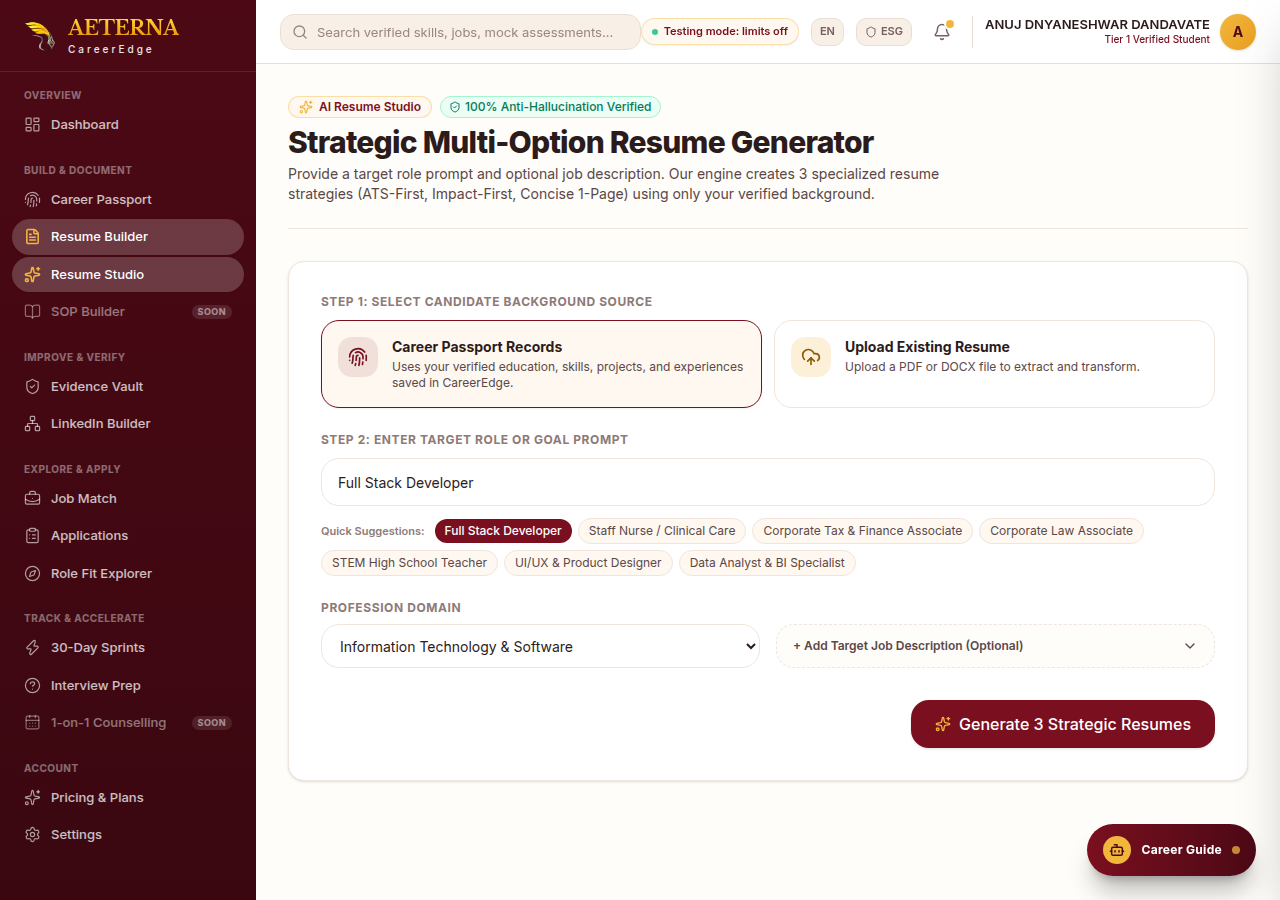 AETERNA
CareerEdge
OVERVIEW
Dashboard
BUILD & DOCUMENT
Career Passport
Resume Builder
Resume Studio
SOP Builder SOON
IMPROVE & VERIFY
Evidence Vault
LinkedIn Builder
EXPLORE & APPLY
Job Match
Applications
Role Fit Explorer
TRACK & ACCELERATE
30-Day Sprints
Interview Prep
1-on-1 Counselling SOON
ACCOUNT
Pricing & Plans
Settings
Search verified skills, jobs, mock assessments...
Testing mode: limits off
EN
ESG
ANUJ DNYANESHWAR DANDAVATE
Tier 1 Verified Student
A
AI Resume Studio
100% Anti-Hallucination Verified
Strategic Multi-Option Resume Generator
Provide a target role prompt and optional job description. Our engine creates 3 specialized resume
strategies (ATS-First, Impact-First, Concise 1-Page) using only your verified background.
STEP 1: SELECT CANDIDATE BACKGROUND SOURCE
Career Passport Records
Uses your verified education, skills, projects, and experiences
saved in CareerEdge.
Upload Existing Resume
Upload a PDF or DOCX file to extract and transform.
STEP 2: ENTER TARGET ROLE OR GOAL PROMPT
Full Stack Developer
Quick Suggestions: Full Stack Developer Staff Nurse / Clinical Care Corporate Tax & Finance Associate Corporate Law Associate
STEM High School Teacher UI/UX & Product Designer Data Analyst & BI Specialist
PROFESSION DOMAIN
Information Technology & Software
+ Add Target Job Description (Optional)
Generate 3 Strategic Resumes
Career Guide